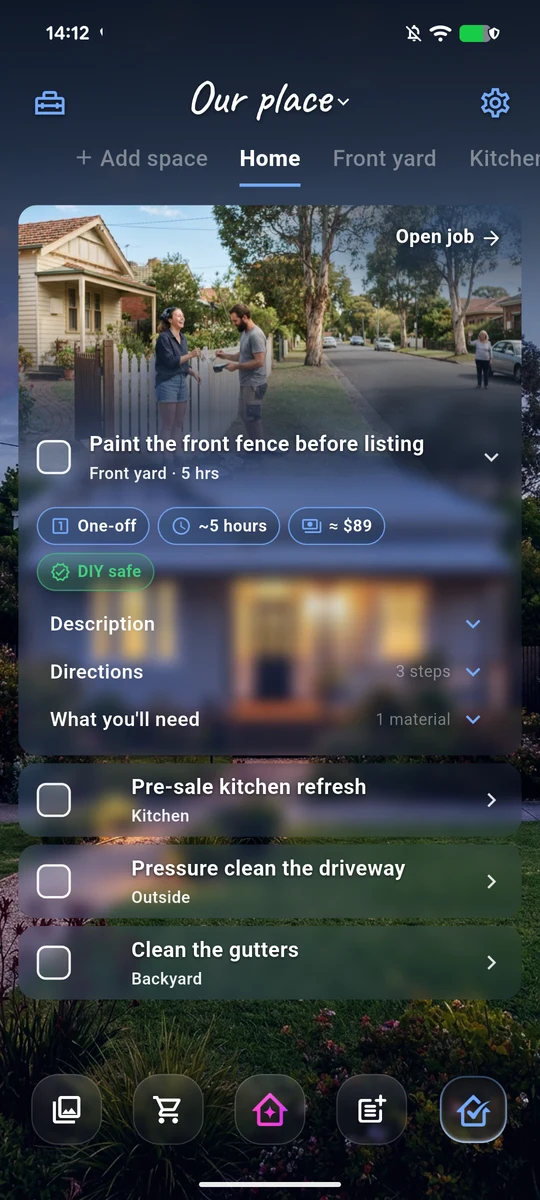 14:12
Our place
+ Add space
Home
Front yard
Kitchen
Open job →
Paint the front fence before listing
Front yard · 5 hrs
1 One-off
~5 hours
≈ $89
DIY safe
Description
Directions
3 steps
What you'll need
1 material
Pre-sale kitchen refresh
Kitchen
Pressure clean the driveway
Outside
Clean the gutters
Backyard